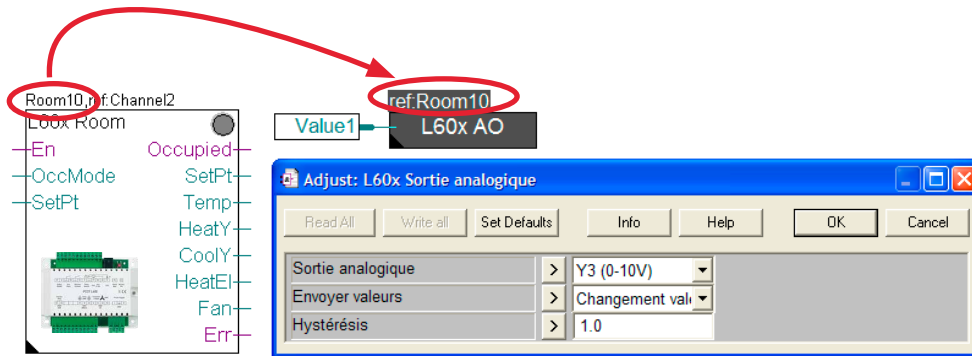 Room10,ref:Channel2
L60x Room
En Occupied
OccMode SetPt
SetPt Temp
HeatY
CoolY
HeatEl
Fan
Err
ref:Room10
Value1 L60x AO
Adjust: L60x Sortie analogique
Read All Write all Set Defaults Info Help OK Cancel
Sortie analogique > Y3 (0-10V)
Envoyer valeurs > Changement val
Hystérésis > 1.0